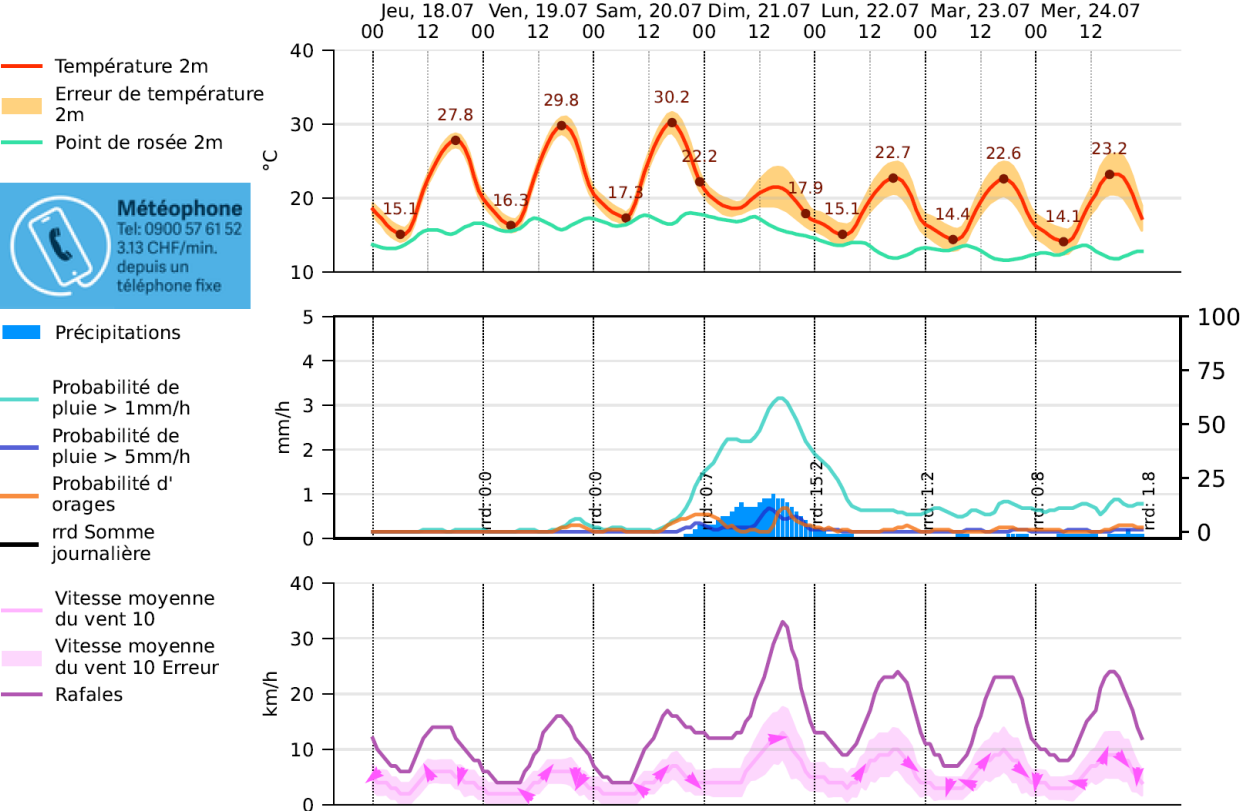 Jeu, 18.07 Ven, 19.07 Sam, 20.07 Dim, 21.07 Lun, 22.07 Mar, 23.07 Mer, 24.07
00 12 00 12 00 12 00 12 00 12 00 12 00 12
Température 2m
Erreur de température
2m
Point de rosée 2m
°C
40
30
20
10
15.1 27.8 16.3 29.8 17.3 30.2 22.2 17.9 15.1 22.7 14.4 22.6 14.1 23.2
Météophone
Tel: 0900 57 61 52
3.13 CHF/min.
depuis un
téléphone fixe
Précipitations
Probabilité de
pluie > 1mm/h
Probabilité de
pluie > 5mm/h
Probabilité d'
orages
rrd Somme
journalière
mm/h
5
4
3
2
1
0
100
75
50
25
0
rrd: 0.0
rrd: 0.0
rrd: 0.7
rrd: 15.2
rrd: 1.2
rrd: 0.8
rrd: 1.8
Vitesse moyenne
du vent 10
Vitesse moyenne
du vent 10 Erreur
Rafales
km/h
40
30
20
10
0